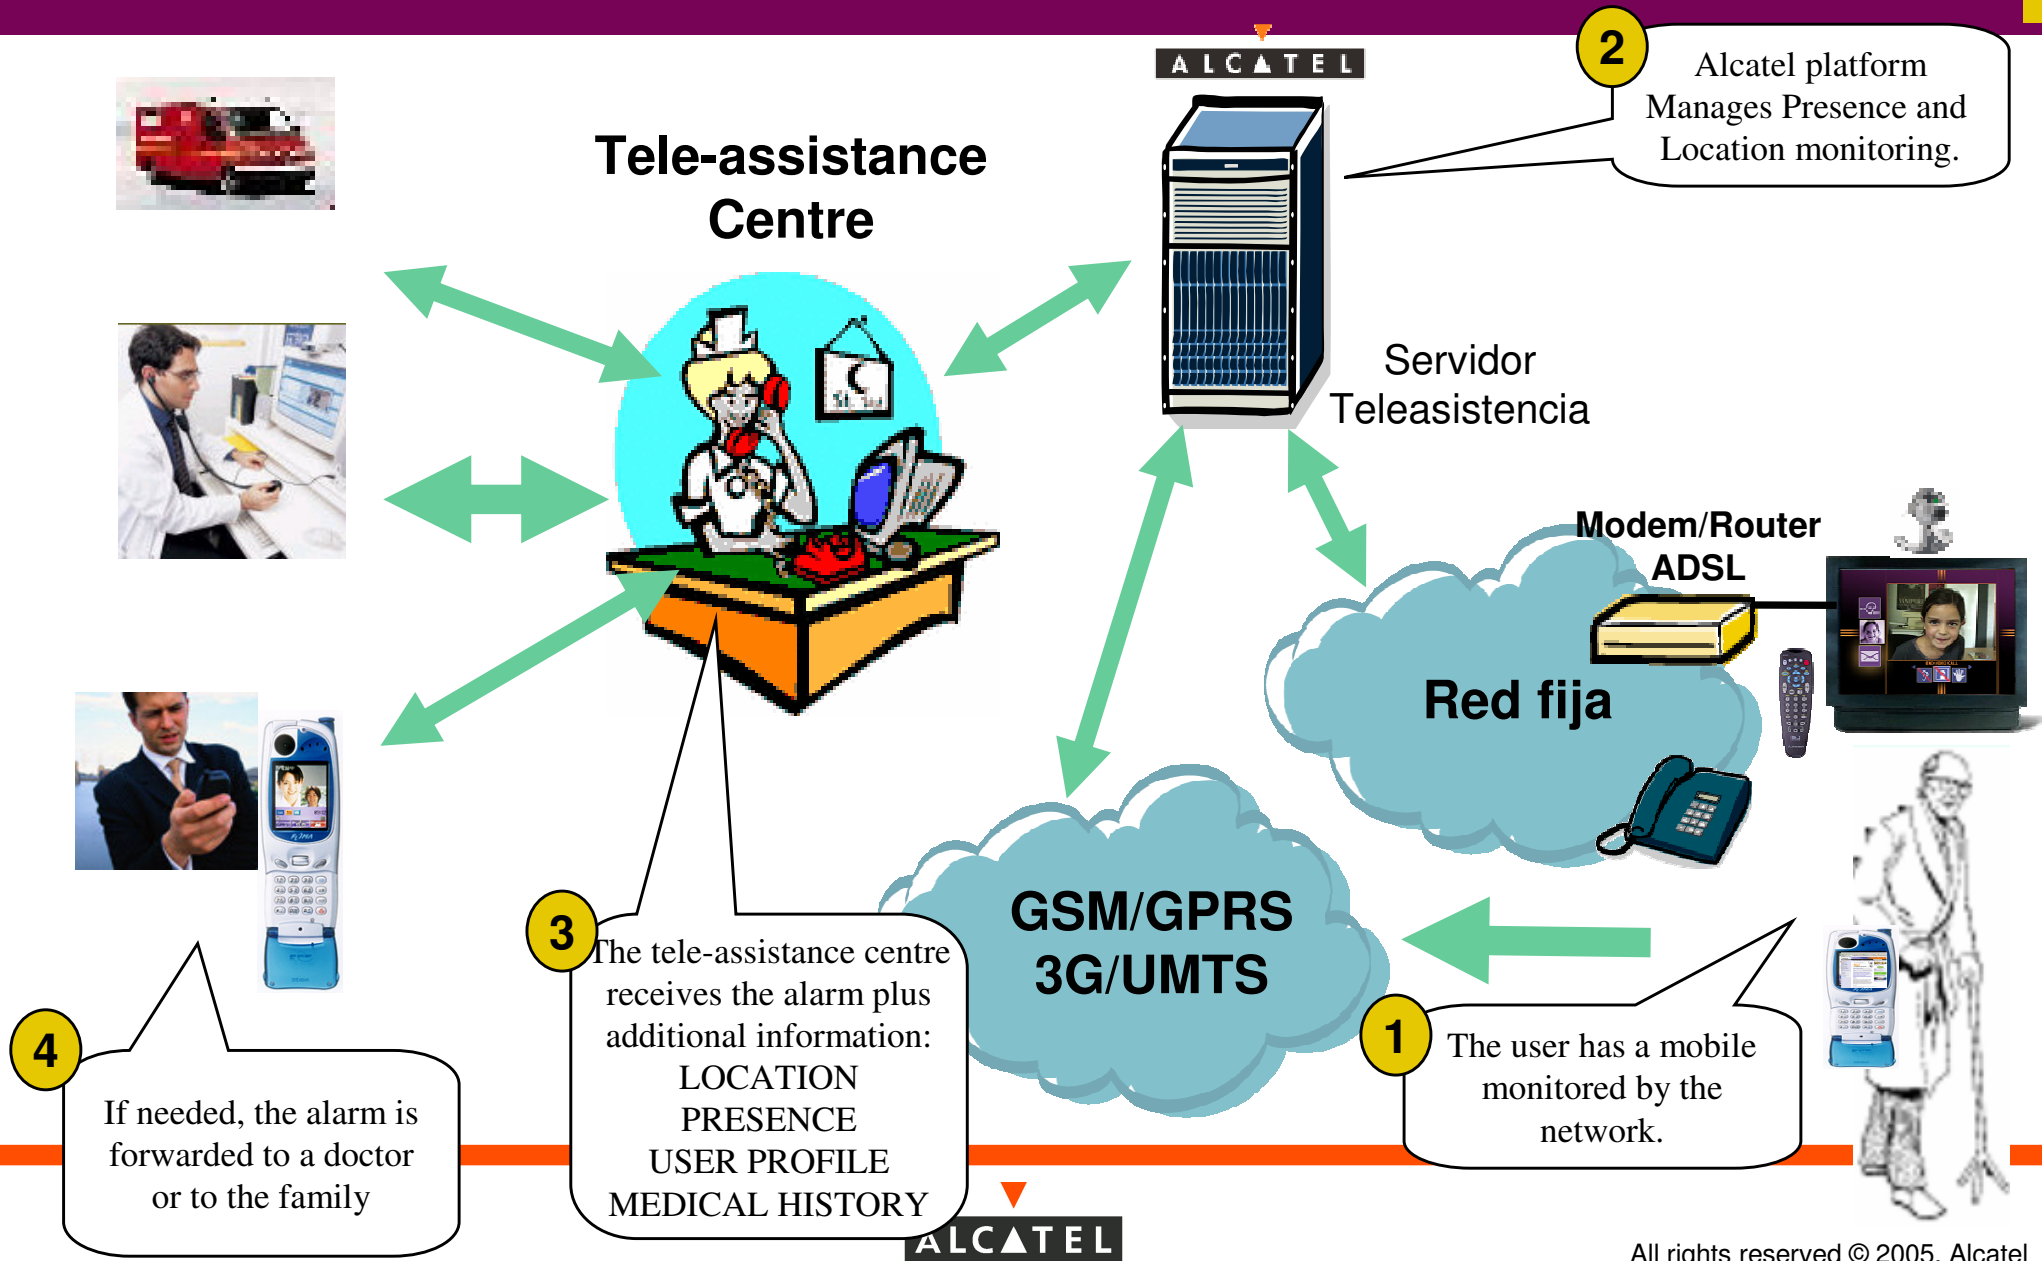 ALCATEL
2
Alcatel platform
Manages Presence and
Location monitoring.
Tele-assistance
Centre
Servidor
Teleasistencia
Modem/Router
ADSL
Red fija
GSM/GPRS
3G/UMTS
3
The tele-assistance centre
receives the alarm plus
additional information:
LOCATION
PRESENCE
USER PROFILE
MEDICAL HISTORY
1
The user has a mobile
monitored by the
network.
4
If needed, the alarm is
forwarded to a doctor
or to the family
ALCATEL
All rights reserved © 2005, Alcatel